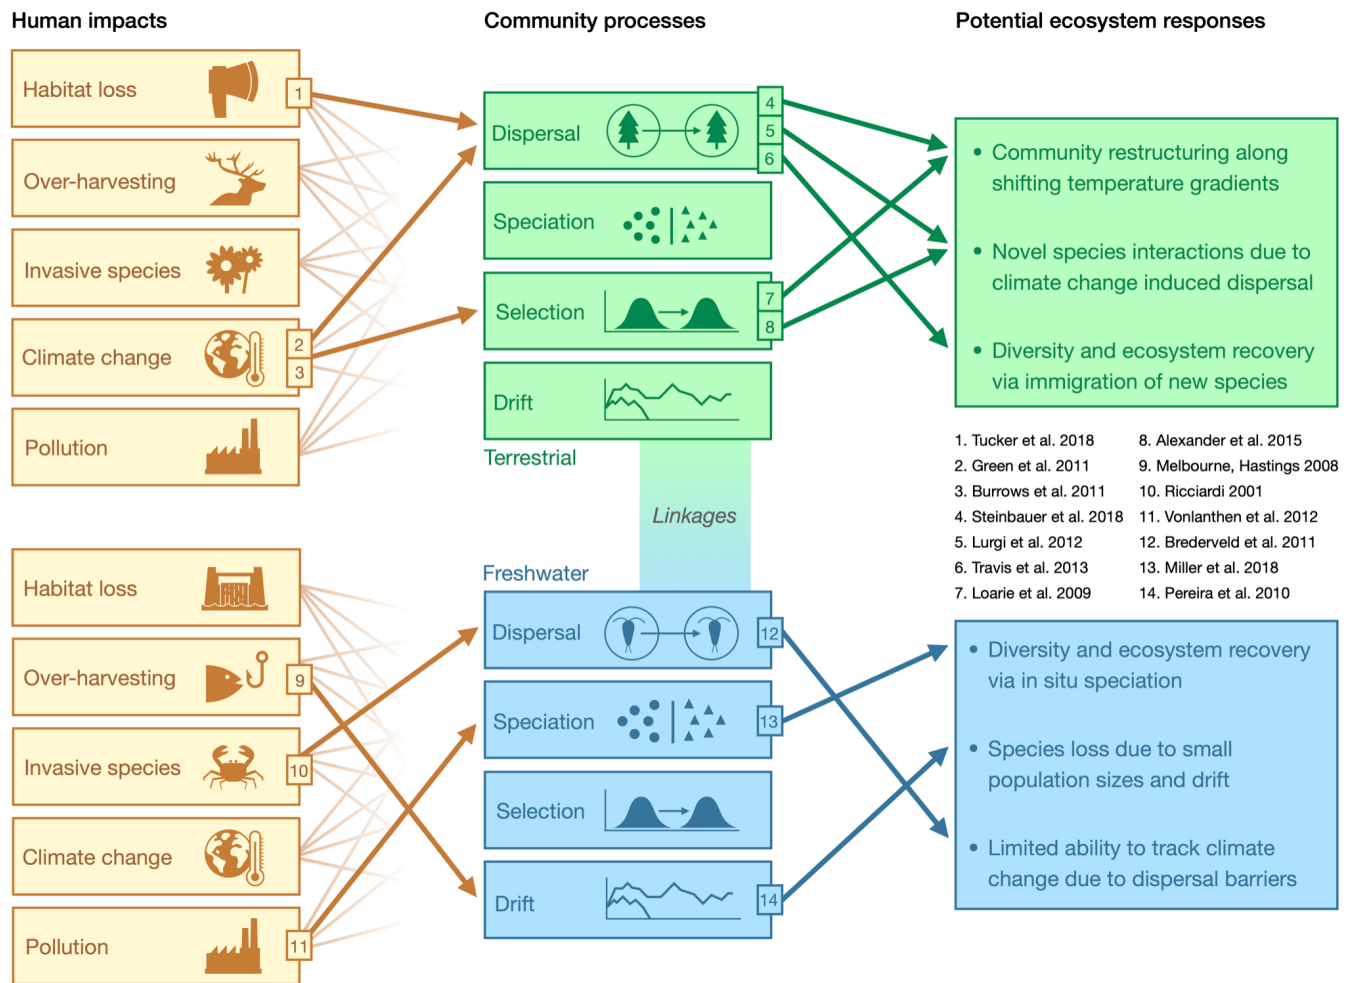 Human impacts
Community processes
Potential ecosystem responses
Habitat loss
1
Over-harvesting
Invasive species
Climate change
2
3
Pollution
Dispersal
4
5
6
Speciation
Selection
7
8
Drift
Terrestrial
Community restructuring along
shifting temperature gradients
Novel species interactions due to
climate change induced dispersal
Diversity and ecosystem recovery
via immigration of new species
Linkages
1. Tucker et al. 2018
2. Green et al. 2011
3. Burrows et al. 2011
4. Steinbauer et al. 2018
5. Lurgi et al. 2012
6. Travis et al. 2013
7. Loarie et al. 2009
8. Alexander et al. 2015
9. Melbourne, Hastings 2008
10. Ricciardi 2001
11. Vonlanthen et al. 2012
12. Brederveld et al. 2011
13. Miller et al. 2018
14. Pereira et al. 2010
Habitat loss
Over-harvesting
9
Invasive species
10
Climate change
Pollution
11
Freshwater
Dispersal
12
Speciation
13
Selection
Drift
14
Diversity and ecosystem recovery
via in situ speciation
Species loss due to small
population sizes and drift
Limited ability to track climate
change due to dispersal barriers